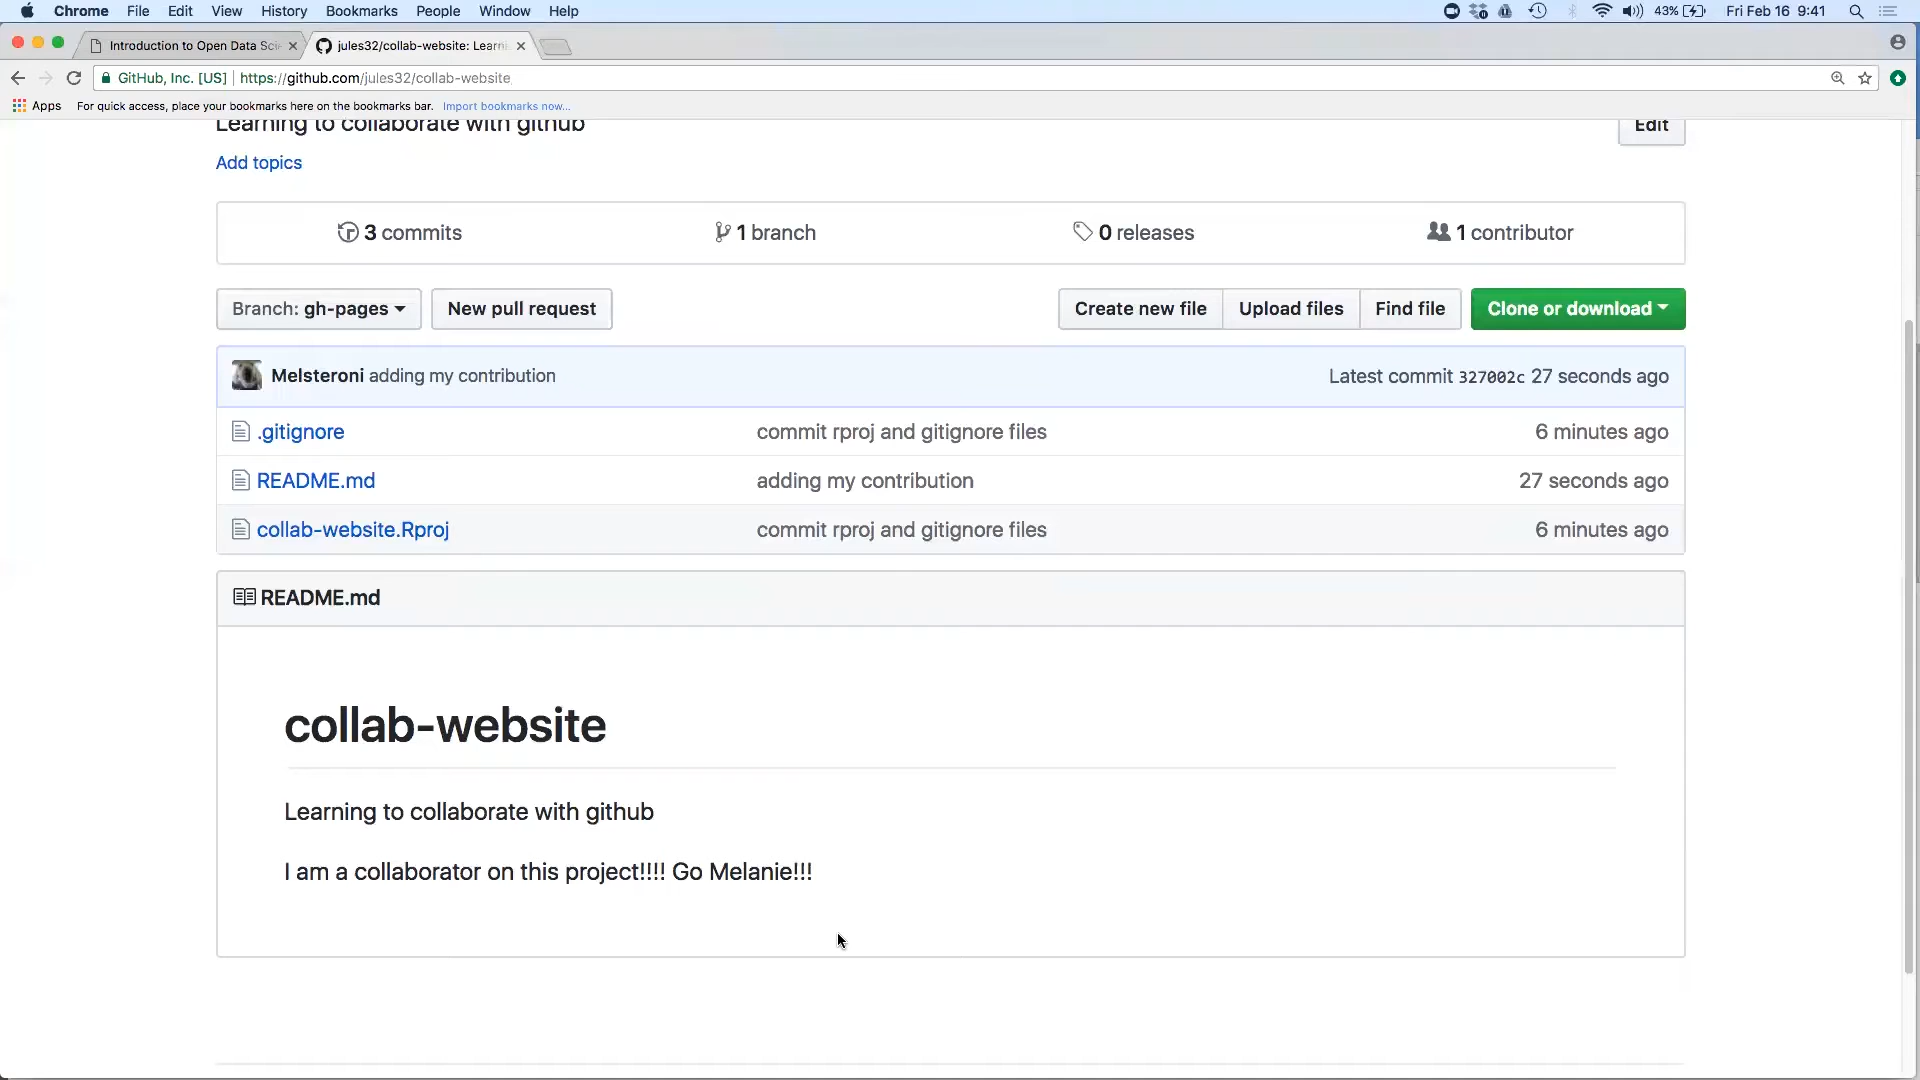 Chrome File Edit View History Bookmarks People Window Help 43% Fri Feb 16 9:41
Introduction to Open Data Sci jules32/collab-website: Learni
GitHub, Inc. [US] https://github.com/jules32/collab-website
Apps For quick access, place your bookmarks here on the bookmarks bar. Import bookmarks now...
Learning to collaborate with github Edit
Add topics
3 commits 1 branch 0 releases 1 contributor
Branch: gh-pages New pull request Create new file Upload files Find file Clone or download
Melsteroni adding my contribution Latest commit 327002c 27 seconds ago
.gitignore commit rproj and gitignore files 6 minutes ago
README.md adding my contribution 27 seconds ago
collab-website.Rproj commit rproj and gitignore files 6 minutes ago
README.md
collab-website
Learning to collaborate with github
I am a collaborator on this project!!!! Go Melanie!!!